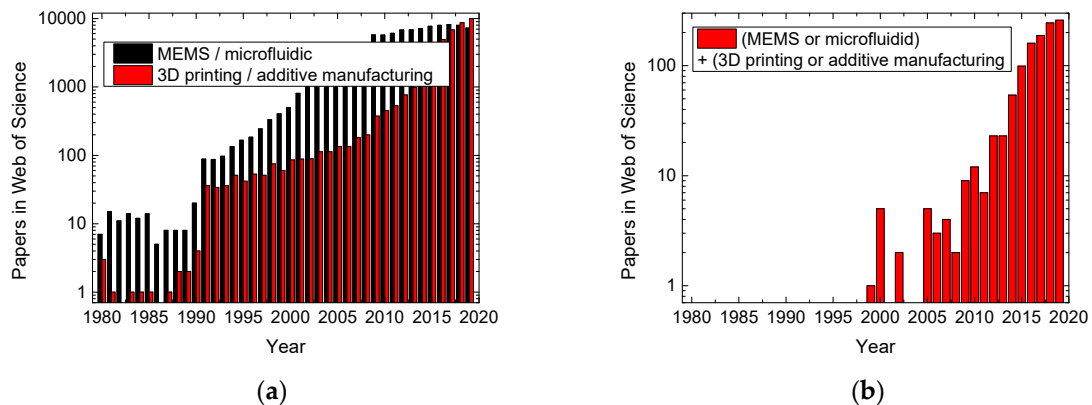 10000
1000
100
10
1
Papers in Web of Science
MEMS / microfluidic
3D printing / additive manufacturing
1980 1985 1990 1995 2000 2005 2010 2015 2020
Year
(a)
100
10
1
Papers in Web of Science
(MEMS or microfluidid)
+ (3D printing or additive manufacturing
1980 1985 1990 1995 2000 2005 2010 2015 2020
Year
(b)